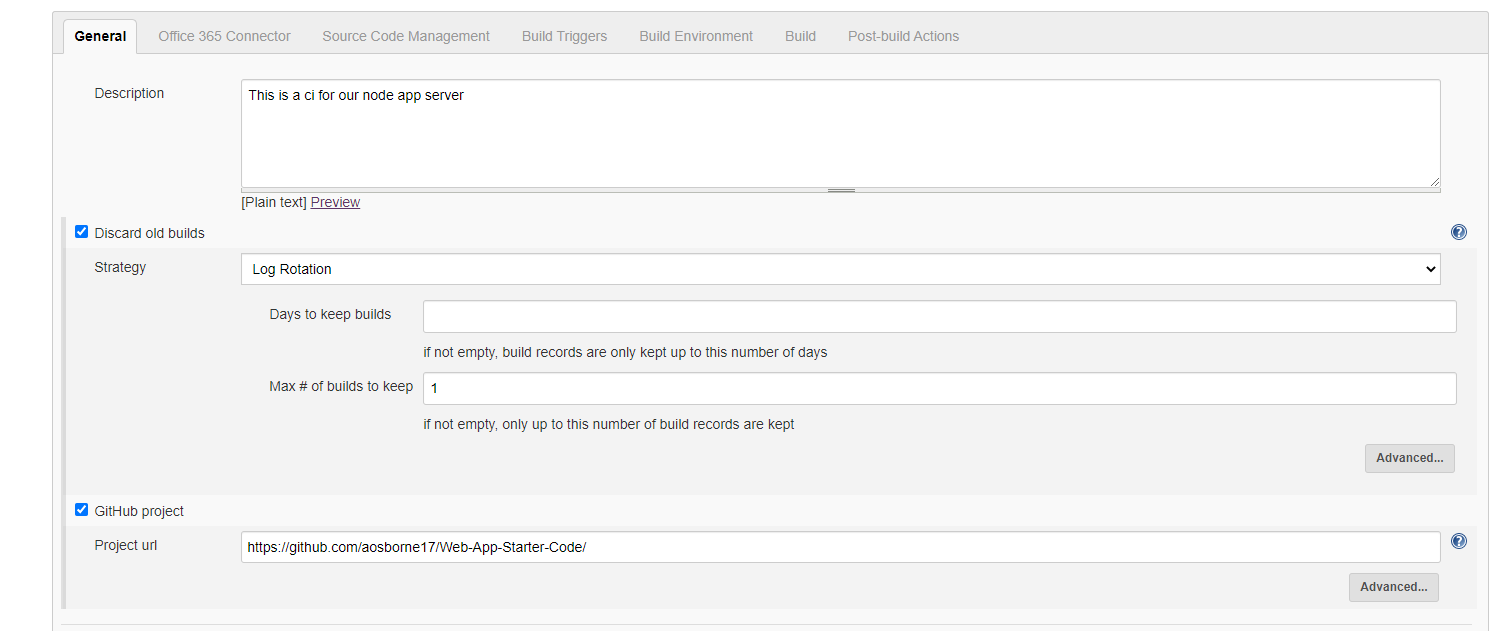 General Office 365 Connector Source Code Management Build Triggers Build Environment Build Post-build Actions
Description This is a ci for our node app server
[Plain text] Preview
Discard old builds
Strategy Log Rotation
Days to keep builds
if not empty, build records are only kept up to this number of days
Max # of builds to keep 1
if not empty, only up to this number of build records are kept
Advanced...
GitHub project
Project url https://github.com/aosborne17/Web-App-Starter-Code/
Advanced...